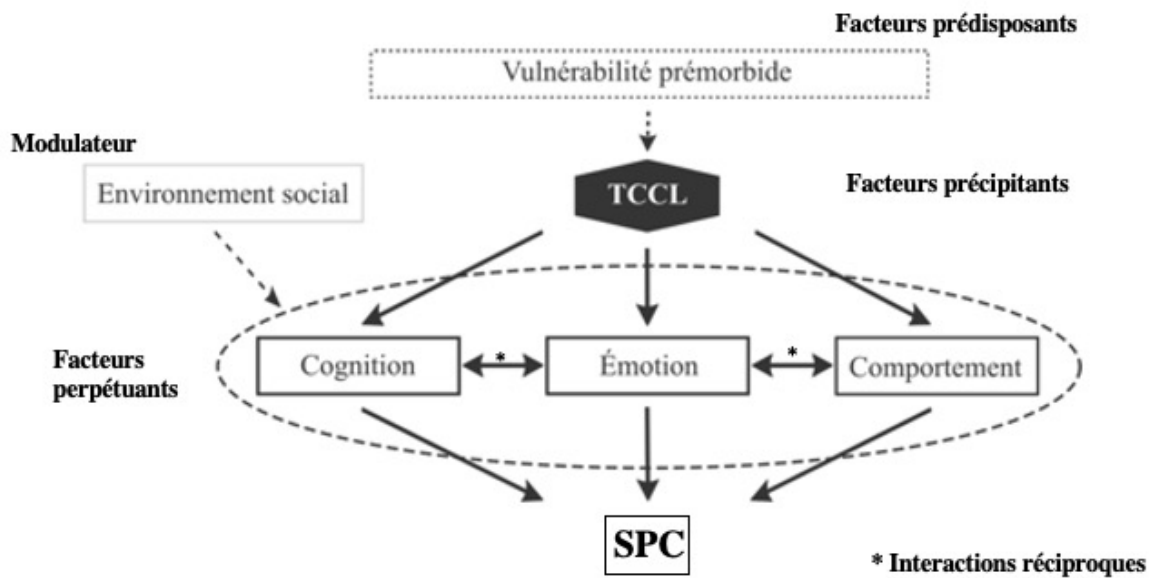 Facteurs prédisposants
Vulnérabilité prémorbide
Modulateur
Environnement social
TCCL
Facteurs précipitants
Facteurs
perpétuants
Cognition
*
Émotion
*
Comportement
SPC
* Interactions réciproques